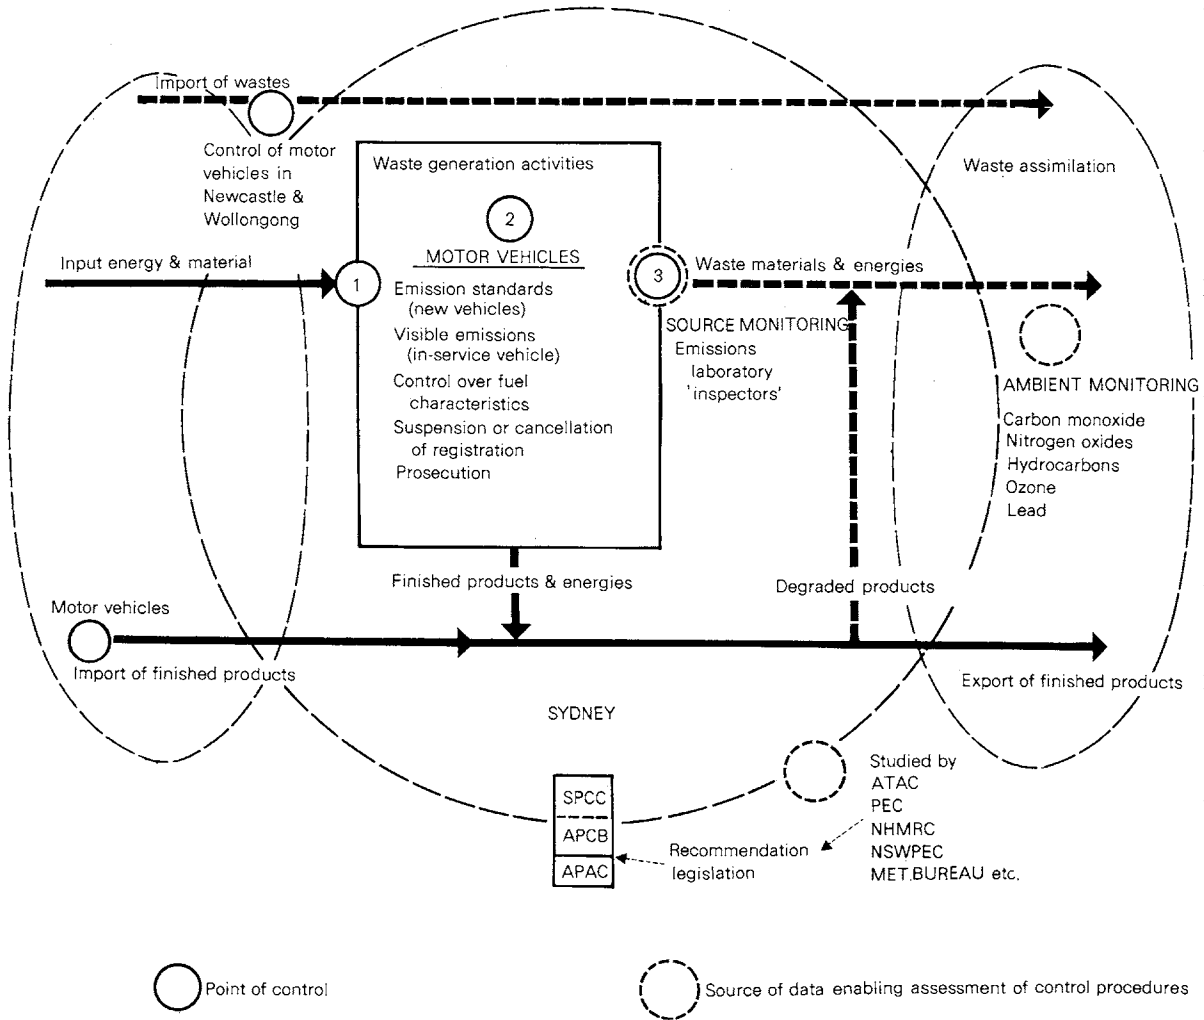 Import of wastes
Control of motor
vehicles in
Newcastle &
Wollongong
Waste generation activities
2
MOTOR VEHICLES
Emission standards
(new vehicles)
Visible emissions
(in-service vehicle)
Control over fuel
characteristics
Suspension or cancellation
of registration
Prosecution
Waste assimilation
Input energy & material
1
3
Waste materials & energies
SOURCE MONITORING
Emissions
laboratory
'inspectors'
AMBIENT MONITORING
Carbon monoxide
Nitrogen oxides
Hydrocarbons
Ozone
Lead
Finished products & energies
Degraded products
Motor vehicles
Import of finished products
Export of finished products
SYDNEY
SPCC
APCB
APAC
Recommendation
legislation
Studied by
ATAC
PEC
NHMRC
NSWPEC
MET.BUREAU etc.
Point of control
Source of data enabling assessment of control procedures